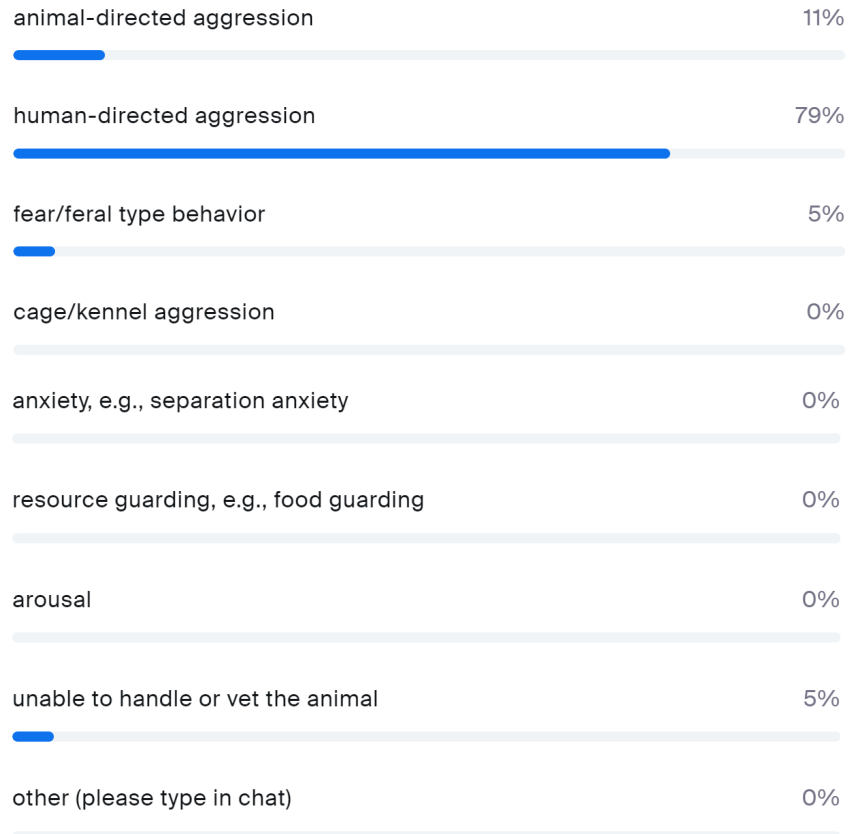 animal-directed aggression 11%
human-directed aggression 79%
fear/feral type behavior 5%
cage/kennel aggression 0%
anxiety, e.g., separation anxiety 0%
resource guarding, e.g., food guarding 0%
arousal 0%
unable to handle or vet the animal 5%
other (please type in chat) 0%